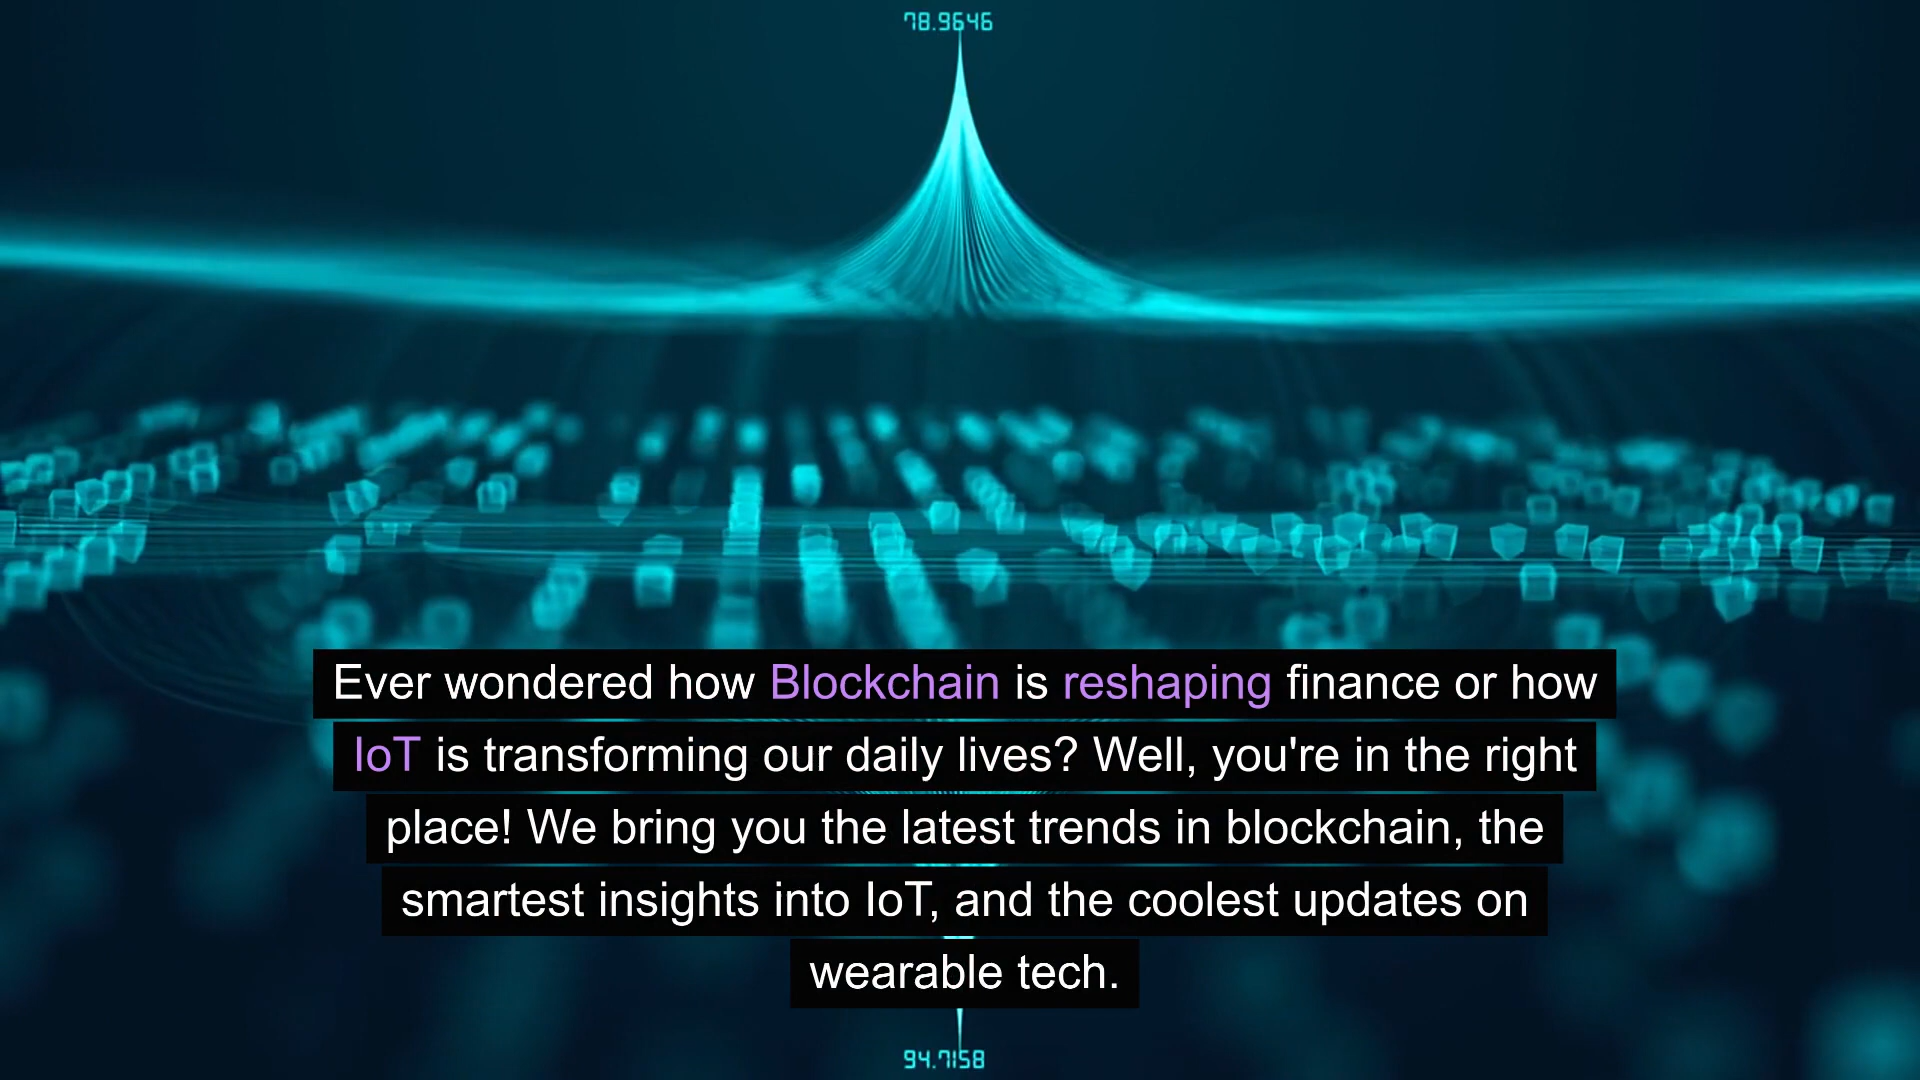 78.9646
Ever wondered how Blockchain is reshaping finance or how
IoT is transforming our daily lives? Well, you're in the right
place! We bring you the latest trends in blockchain, the
smartest insights into IoT, and the coolest updates on
wearable tech.
94.7158